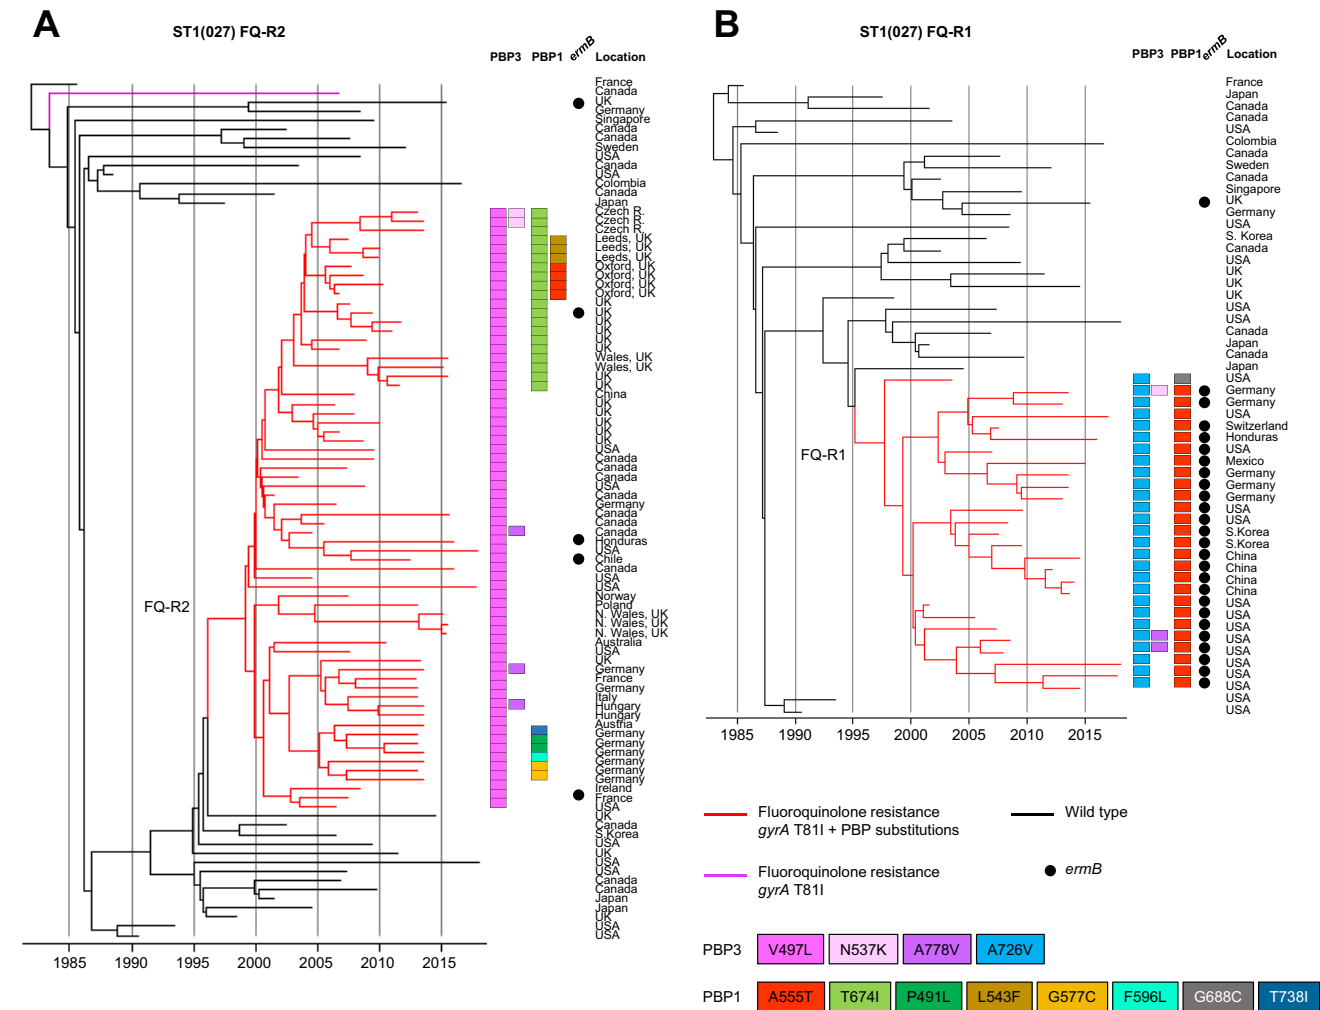 A
ST1(027) FQ-R2
PBP3
PBP1
ermB
Location
France
Canada
UK
Germany
Singapore
Canada
Canada
Sweden
USA
Canada
USA
Colombia
Canada
Japan
Czech R.
Czech R.
Czech R.
Leeds, UK
Leeds, UK
Leeds, UK
Oxford, UK
Oxford, UK
Oxford, UK
Oxford, UK
UK
UK
UK
UK
UK
UK
Wales, UK
Wales, UK
UK
UK
China
UK
UK
UK
UK
UK
USA
Canada
Canada
Canada
USA
Canada
Germany
Canada
Canada
Canada
Honduras
USA
Chile
Canada
USA
USA
Norway
Poland
N. Wales, UK
N. Wales, UK
N. Wales, UK
Australia
USA
UK
Germany
France
Germany
Italy
Hungary
Hungary
Austria
Germany
Germany
Germany
Germany
Germany
Germany
Ireland
France
USA
UK
Canada
S.Korea
USA
UK
USA
USA
Canada
Canada
Japan
Japan
UK
USA
USA
FQ-R2
1985 1990 1995 2000 2005 2010 2015
B
ST1(027) FQ-R1
PBP3
PBP1
ermB
Location
France
Japan
Canada
Canada
USA
Colombia
Canada
Sweden
Canada
Singapore
UK
Germany
USA
S. Korea
Canada
USA
UK
UK
UK
USA
USA
Canada
Japan
Canada
Japan
USA
Germany
Germany
USA
Switzerland
Honduras
USA
Mexico
Germany
Germany
Germany
USA
USA
S.Korea
S.Korea
China
China
China
China
USA
USA
USA
USA
USA
USA
USA
USA
USA
USA
FQ-R1
1985 1990 1995 2000 2005 2010 2015
Fluoroquinolone resistance
gyrA T81I + PBP substitutions
Wild type
Fluoroquinolone resistance
gyrA T81I
ermB
PBP3 V497L N537K A778V A726V
PBP1 A555T T674I P491L L543F G577C F596L G688C T738I